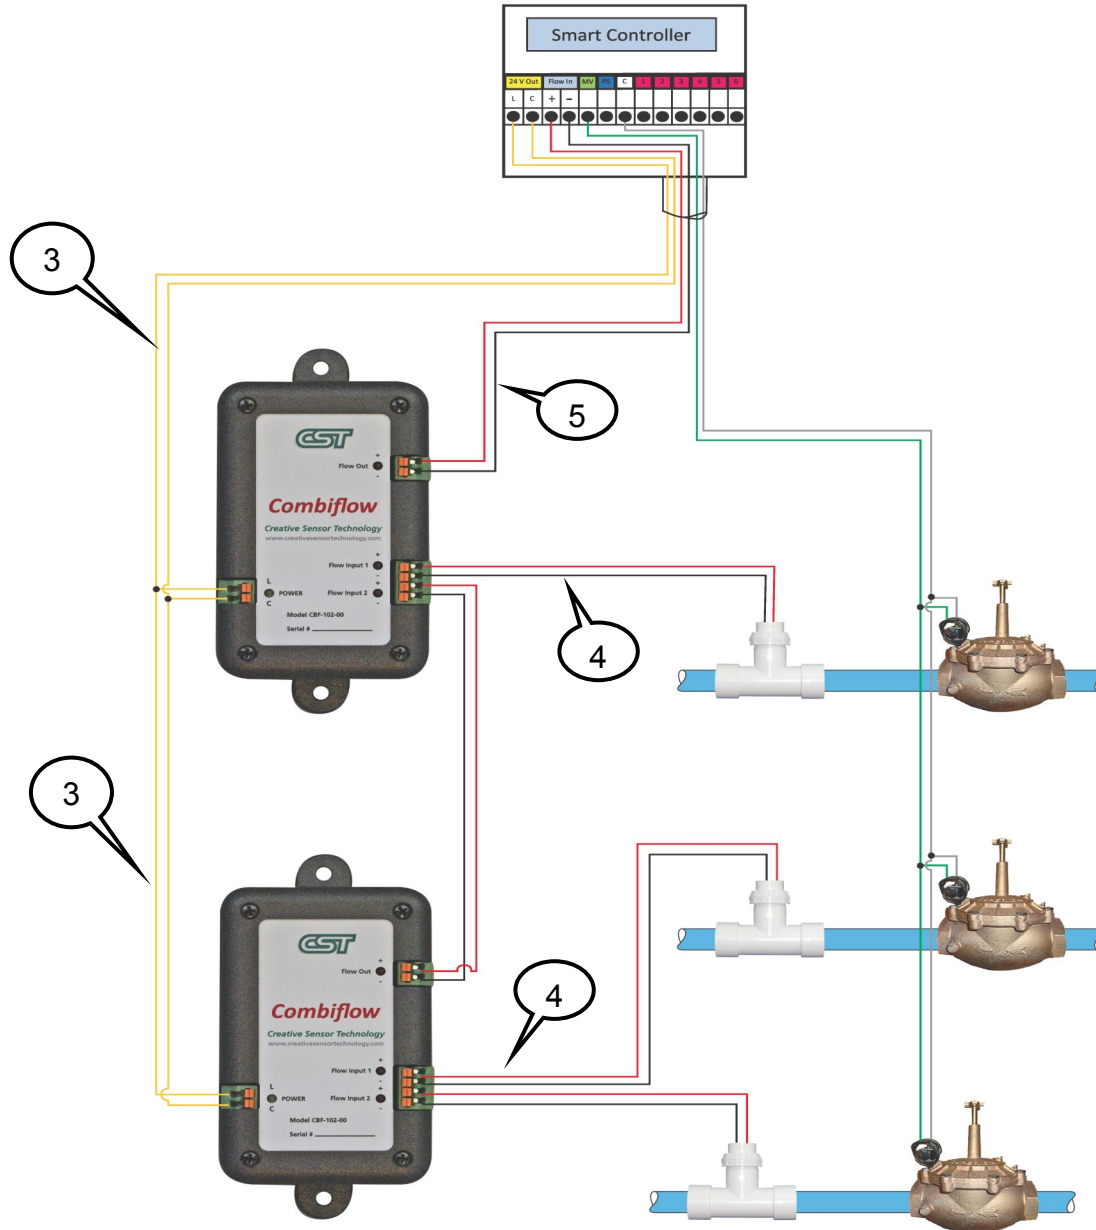 Smart Controller
24 V Out Flow In MV PS C 1 2 3 4 5 6
L C + −
3
5
CST
+
Flow Out
-
Combiflow
Creative Sensor Technology
www.creativesensortechnology.com
+
Flow Input 1
-
L
+
POWER Flow Input 2
C
-
Model CBF-102-00
Serial # ________________
4
3
CST
+
Flow Out
-
Combiflow
Creative Sensor Technology
www.creativesensortechnology.com
4
+
Flow Input 1
-
L
+
POWER Flow Input 2
C
-
Model CBF-102-00
Serial # ________________